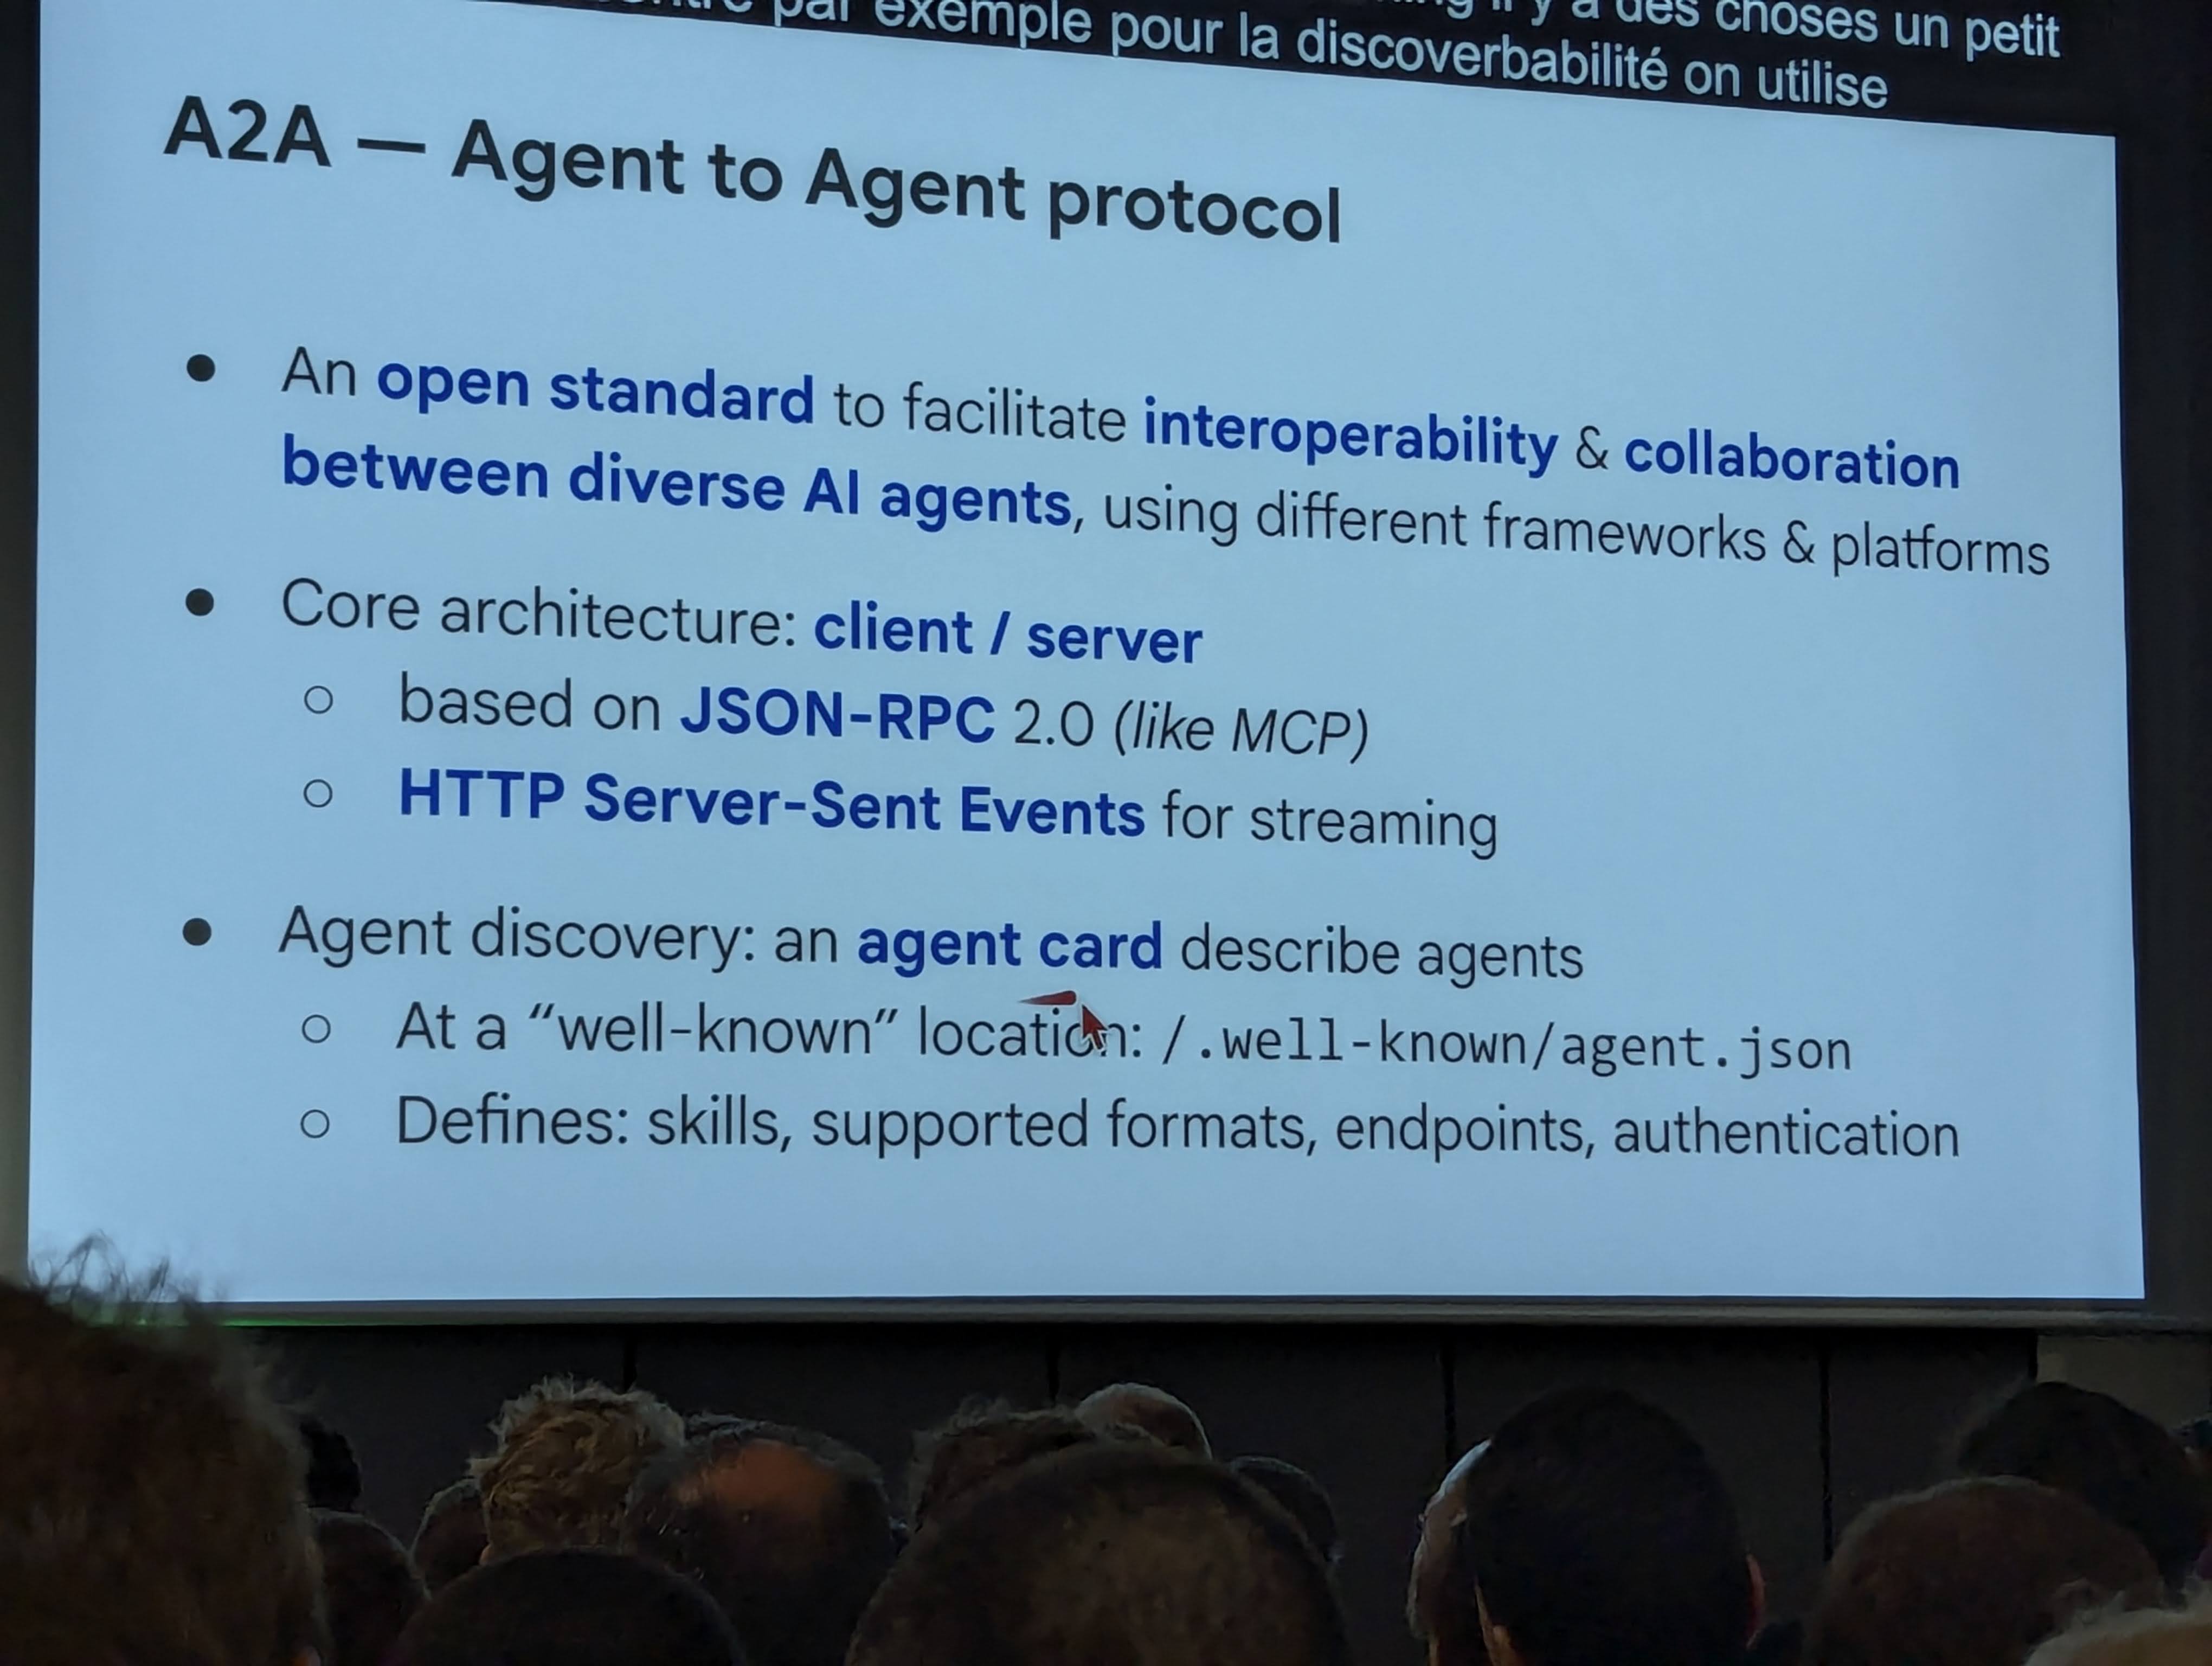 par exemple pour la discoverbabilité on utilise
il y a des choses un petit
A2A — Agent to Agent protocol
● An open standard to facilitate interoperability & collaboration
between diverse AI agents, using different frameworks & platforms
● Core architecture: client / server
○ based on JSON-RPC 2.0 (like MCP)
○ HTTP Server-Sent Events for streaming
● Agent discovery: an agent card describe agents
○ At a “well-known” location: /.well-known/agent.json
○ Defines: skills, supported formats, endpoints, authentication